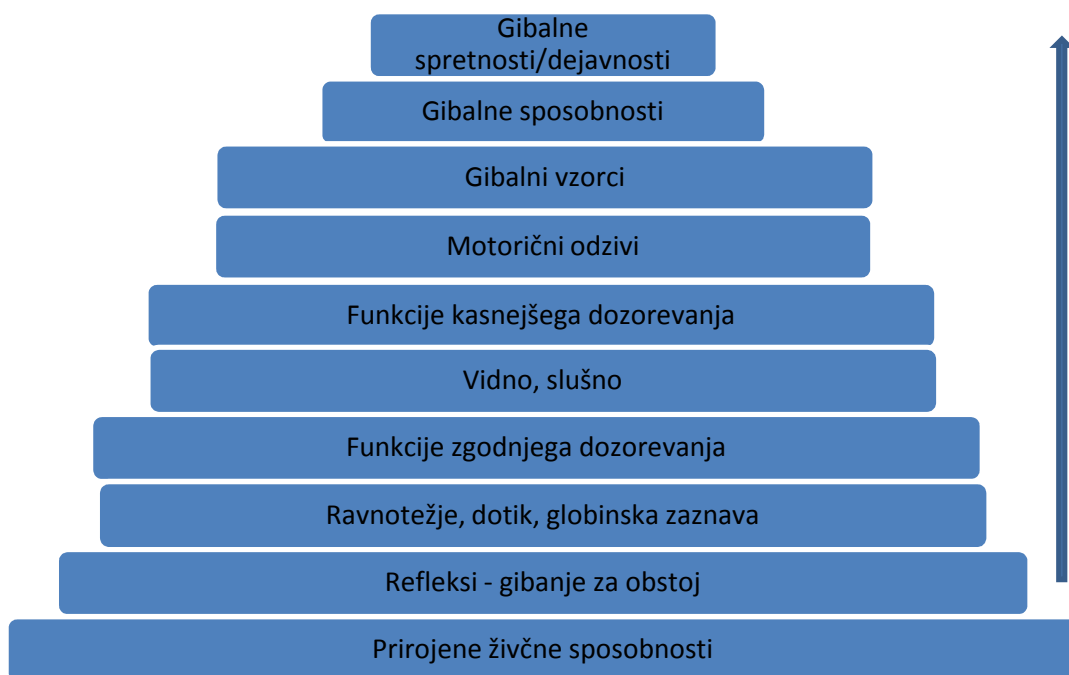 Gibalne
spretnosti/dejavnosti
Gibalne sposobnosti
Gibalni vzorci
Motorični odzivi
Funkcije kasnejšega dozorevanja
Vidno, slušno
Funkcije zgodnjega dozorevanja
Ravnotežje, dotik, globinska zaznava
Refleksi - gibanje za obstoj
Prirojene živčne sposobnosti